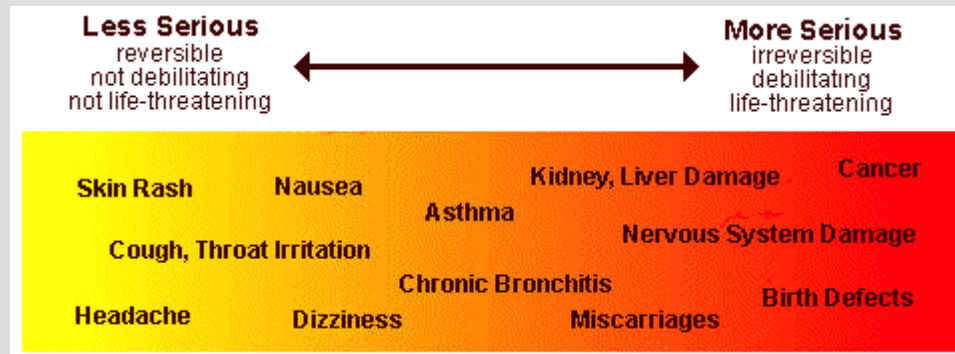 Less Serious
reversible
not debilitating
not life-threatening
More Serious
irreversible
debilitating
life-threatening
Skin Rash
Nausea
Kidney, Liver Damage
Cancer
Asthma
Cough, Throat Irritation
Nervous System Damage
Chronic Bronchitis
Headache
Dizziness
Miscarriages
Birth Defects